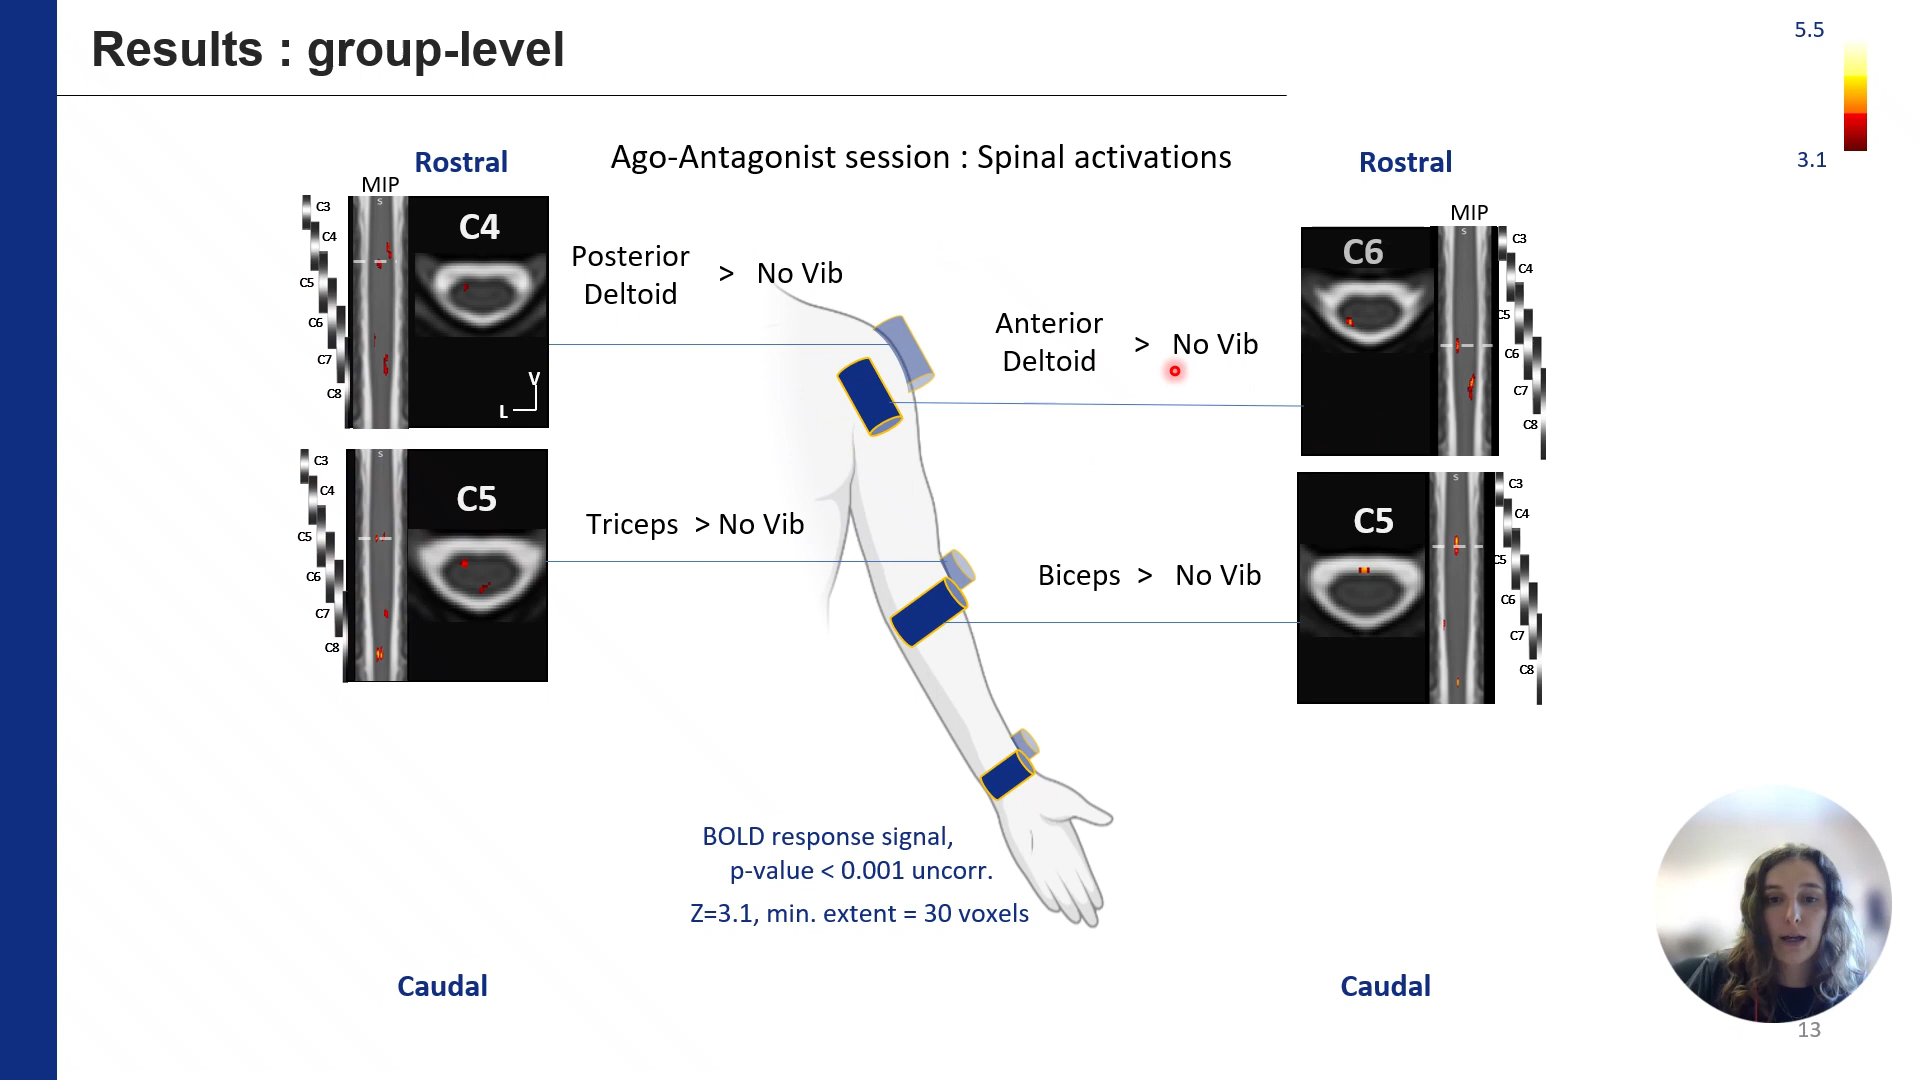 Results : group-level
5.5
3.1
Ago-Antagonist session : Spinal activations
Rostral
MIP
S
C3
C4
C5
C6
C7
C8
C4
V
L
Posterior
Deltoid
> No Vib
Rostral
MIP
S
C3
C4
C5
C6
C7
C8
C6
Anterior
Deltoid
> No Vib
S
C3
C4
C5
C6
C7
C8
C5
Triceps > No Vib
Biceps > No Vib
C5
S
C3
C4
C5
C6
C7
C8
BOLD response signal,
p-value < 0.001 uncorr.
Z=3.1, min. extent = 30 voxels
Caudal
Caudal
13